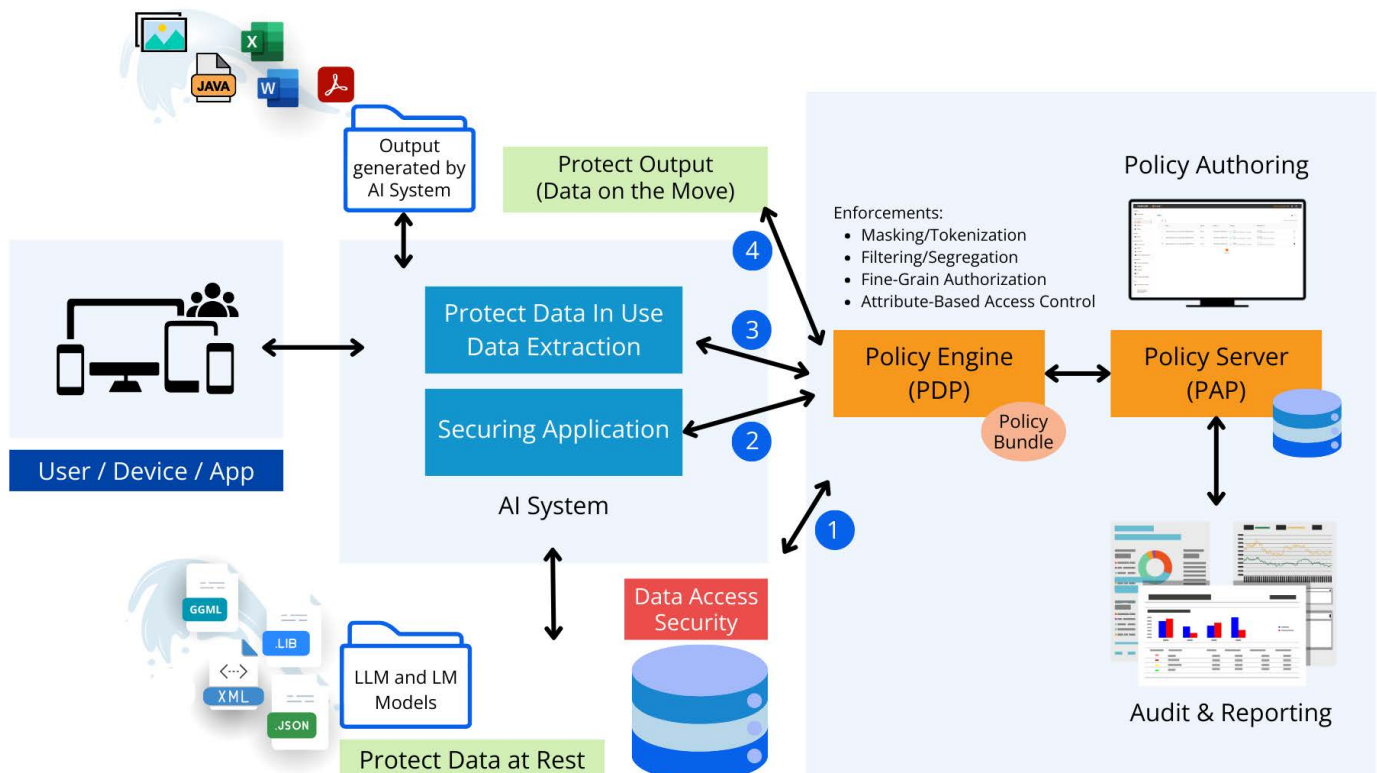 X
JAVA
W
Output
generated by
AI System
Protect Output
(Data on the Move)
4
Policy Authoring
Enforcements:
• Masking/Tokenization
• Filtering/Segregation
• Fine-Grain Authorization
• Attribute-Based Access Control
Protect Data In Use
Data Extraction
3
Policy Engine
(PDP)
Policy Server
(PAP)
Securing Application
2
Policy
Bundle
User / Device / App
AI System
1
GGML
.LIB
XML
.JSON
LLM and LM
Models
Data Access
Security
Protect Data at Rest
Audit & Reporting